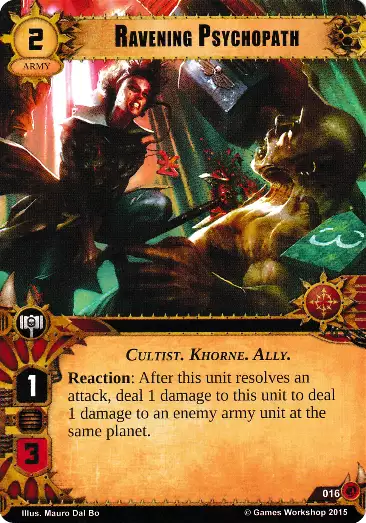 2
ARMY
RAVENING PSYCHOPATH
CULTIST. KHORNE. ALLY.
1
Reaction: After this unit resolves an
attack, deal 1 damage to this unit to deal
1 damage to an enemy army unit at the
same planet.
3
016
Illus. Mauro Dal Bo
© Games Workshop 2015